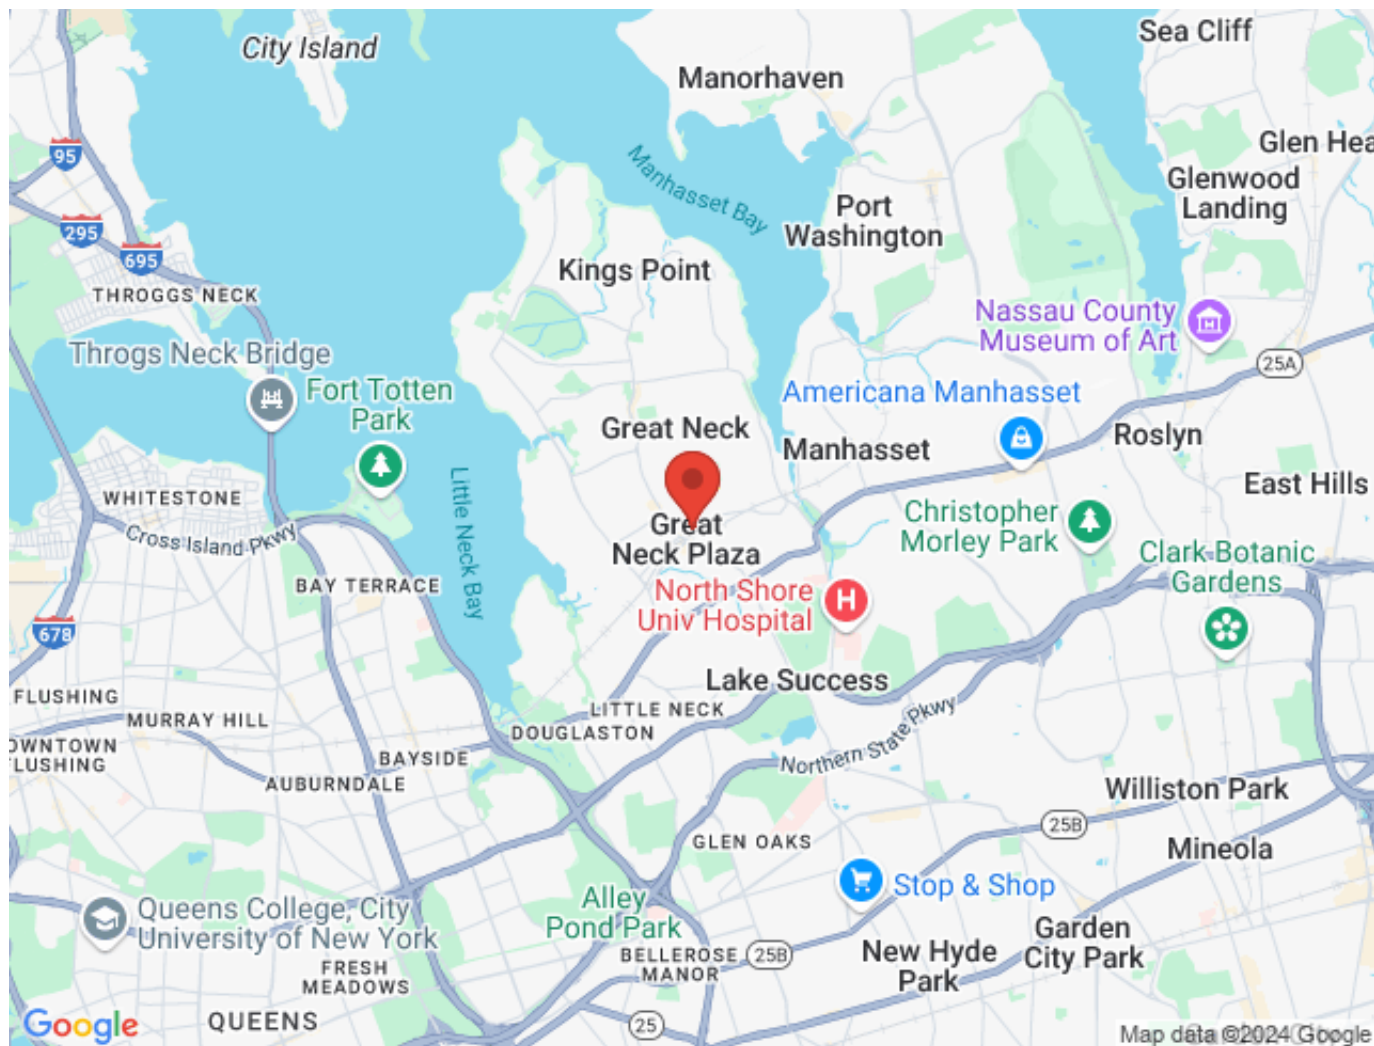 City Island
Sea Cliff
Manorhaven
95
Glen Hea
Manhasset Bay
Glenwood
Landing
Port
Washington
295
695
Kings Point
THROGGS NECK
Nassau County
Museum of Art
Throgs Neck Bridge
25A
Fort Totten
Park
Americana Manhasset
Great Neck
Manhasset
Roslyn
Little Neck Bay
East Hills
WHITESTONE
Cross Island Pkwy
Great
Neck Plaza
Christopher
Morley Park
Clark Botanic
Gardens
BAY TERRACE
North Shore
Univ Hospital
H
678
Lake Success
FLUSHING
MURRAY HILL
LITTLE NECK
DOUGLASTON
Northern State Pkwy
OWNTOWN
FLUSHING
BAYSIDE
AUBURNDALE
Williston Park
25B
GLEN OAKS
Mineola
Stop & Shop
Alley
Pond Park
Queens College, City
University of New York
Garden
City Park
BELLEROSE
MANOR
25B
New Hyde
Park
FRESH
MEADOWS
QUEENS
25
Google
Map data ©2024 Google